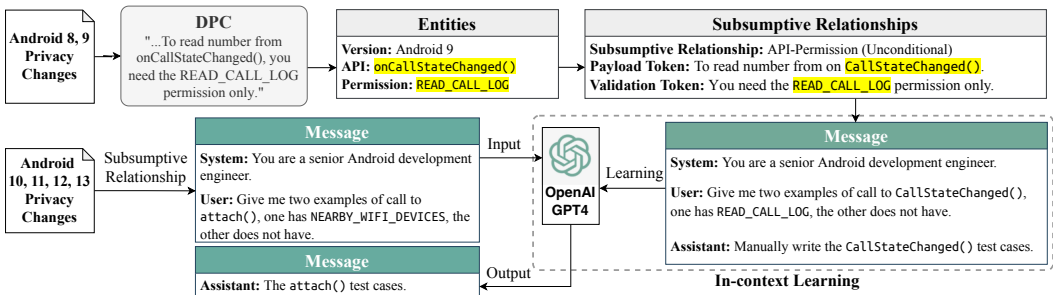 Android 8, 9
Privacy
Changes
DPC
"...To read number from
onCallStateChanged(), you
need the READ_CALL_LOG
permission only."
Entities
Version: Android 9
API: onCallStateChanged()
Permission: READ_CALL_LOG
Subsumptive Relationships
Subsumptive Relationship: API-Permission (Unconditional)
Payload Token: To read number from on CallStateChanged().
Validation Token: You need the READ_CALL_LOG permission only.
Android
10, 11, 12, 13
Privacy
Changes
Subsumptive
Relationship
Message
System: You are a senior Android development
engineer.
User: Give me two examples of call to
attach(), one has NEARBY_WIFI_DEVICES, the
other does not have.
Input
OpenAI
GPT4
Learning
Message
System: You are a senior Android development engineer.
User: Give me two examples of call to CallStateChanged(),
one has READ_CALL_LOG, the other does not have.
Assistant: Manually write the CallStateChanged() test cases.
Message
Assistant: The attach() test cases.
Output
In-context Learning